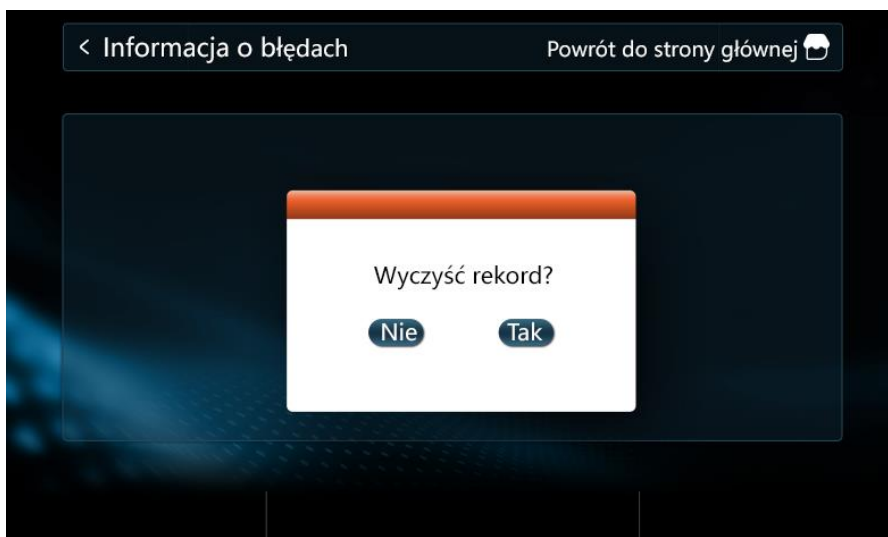 < Informacja o błędach
Powrót do strony głównej
Wyczyść rekord?
Nie
Tak